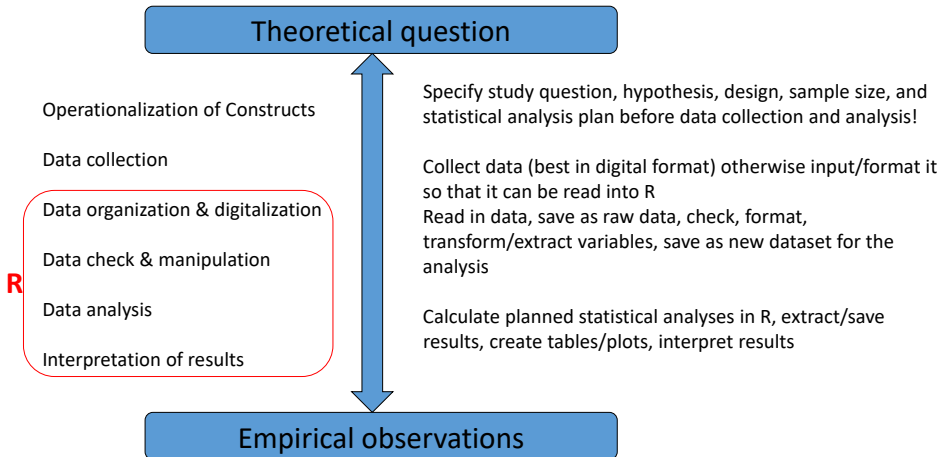 Theoretical question
Operationalization of Constructs
Data collection
Data organization & digitalization
Data check & manipulation
R
Data analysis
Interpretation of results
Specify study question, hypothesis, design, sample size, and
statistical analysis plan before data collection and analysis!
Collect data (best in digital format) otherwise input/format it
so that it can be read into R
Read in data, save as raw data, check, format,
transform/extract variables, save as new dataset for the
analysis
Calculate planned statistical analyses in R, extract/save
results, create tables/plots, interpret results
Empirical observations